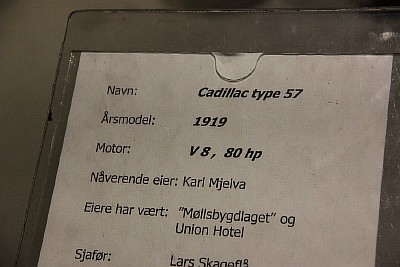 Navn: Cadillac type 57
Årsmodel: 1919
Motor: V 8, 80 hp
Nåverende eier: Karl Mjelva
Eiere har vært: "Møllsbygdlaget" og
Union Hotel
Sjafør: Lars Skageflå